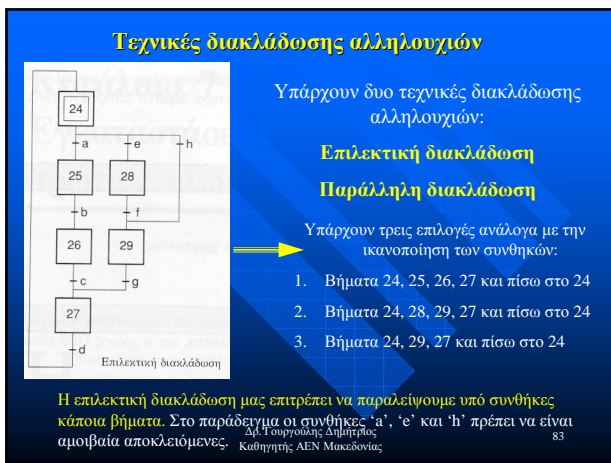 Τεχνικές διακλάδωσης αλληλουχιών
24
a
e
h
25
28
b
f
26
29
c
g
27
d
Επιλεκτική διακλάδωση
Υπάρχουν δυο τεχνικές διακλάδωσης
αλληλουχιών:
Επιλεκτική διακλάδωση
Παράλληλη διακλάδωση
Υπάρχουν τρεις επιλογές ανάλογα με την
ικανοποίηση των συνθηκών:
1. Βήματα 24, 25, 26, 27 και πίσω στο 24
2. Βήματα 24, 28, 29, 27 και πίσω στο 24
3. Βήματα 24, 29, 27 και πίσω στο 24
Η επιλεκτική διακλάδωση μας επιτρέπει να παραλείψουμε υπό συνθήκες
κάποια βήματα. Στο παράδειγμα οι συνθήκες 'a', 'e' και 'h' πρέπει να είναι
αμοιβαία αποκλειόμενες.
Δρ. Τουργούλης Δημήτριος
Καθηγητής ΑΕΝ Μακεδονίας
83